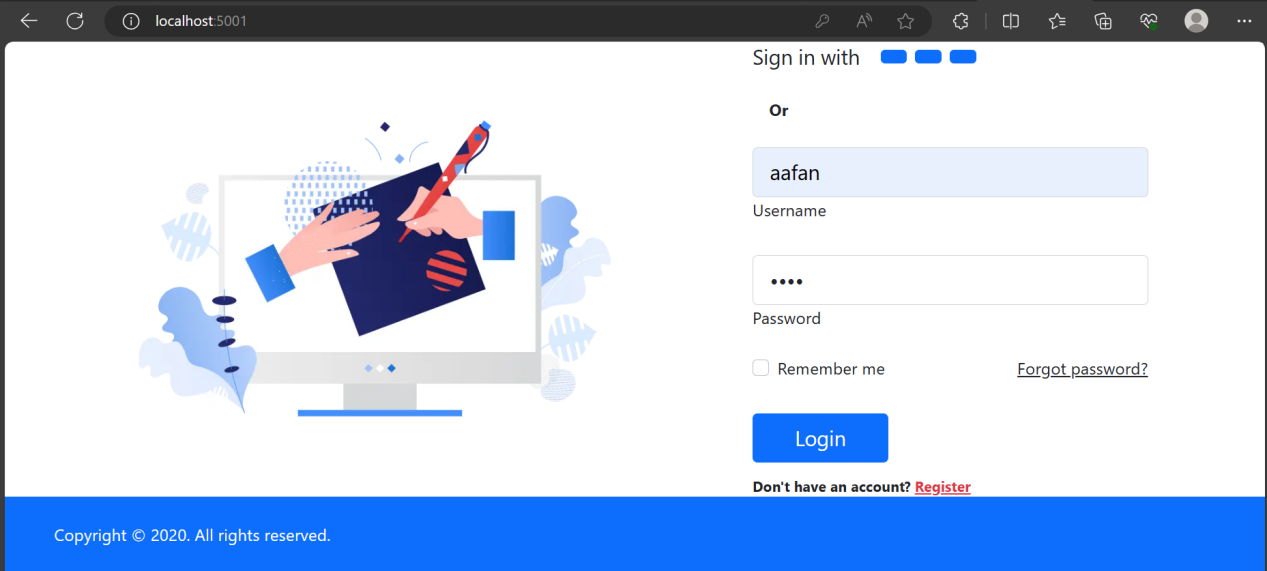 localhost:5001
Sign in with
Or
aafan
Username
••••
Password
Remember me
Forgot password?
Login
Don't have an account? Register
Copyright © 2020. All rights reserved.